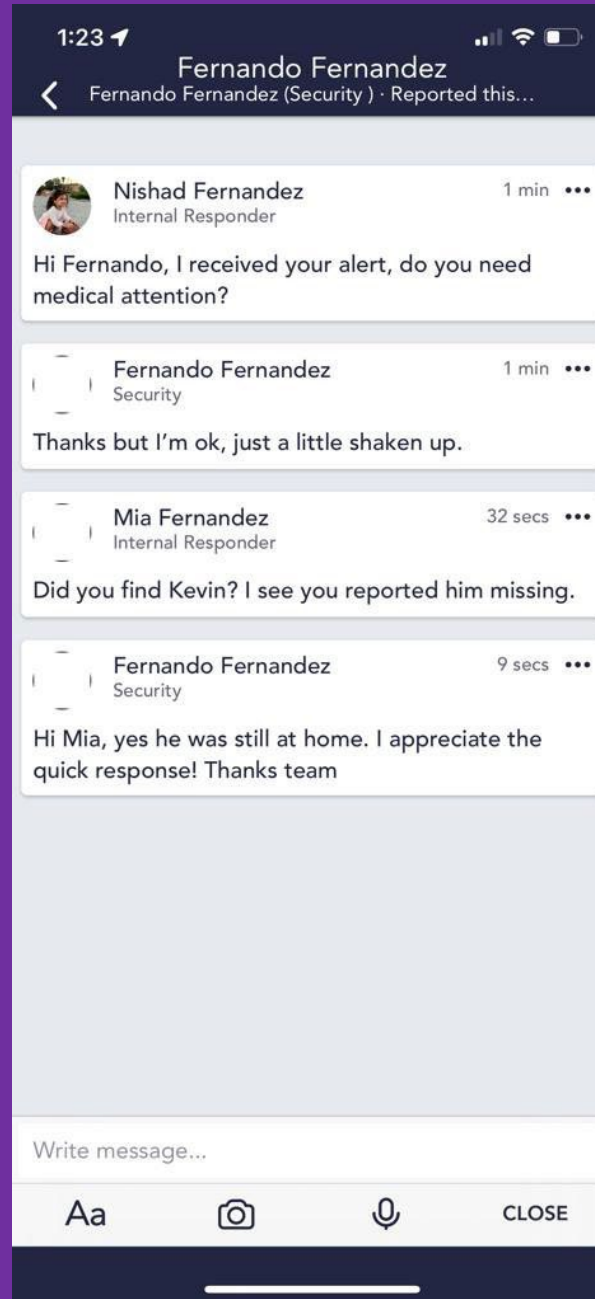 1:23
Fernando Fernandez
Fernando Fernandez (Security ) · Reported this...
Nishad Fernandez
1 min
Internal Responder
Hi Fernando, I received your alert, do you need
medical attention?
Fernando Fernandez
1 min
Security
Thanks but I'm ok, just a little shaken up.
Mia Fernandez
32 secs
Internal Responder
Did you find Kevin? I see you reported him missing.
Fernando Fernandez
9 secs
Security
Hi Mia, yes he was still at home. I appreciate the
quick response! Thanks team
Write message...
Aa
CLOSE